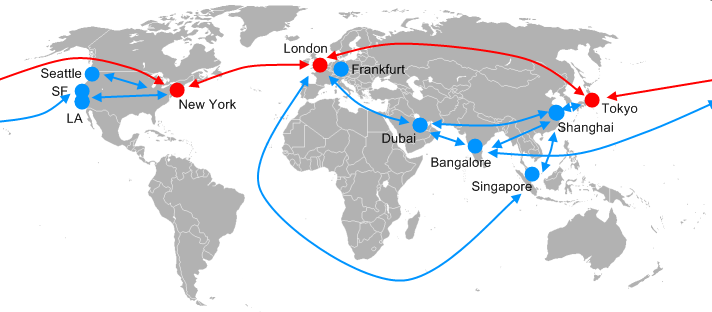 London
Seattle
Frankfurt
SF
New York
Tokyo
LA
Shanghai
Dubai
Bangalore
Singapore